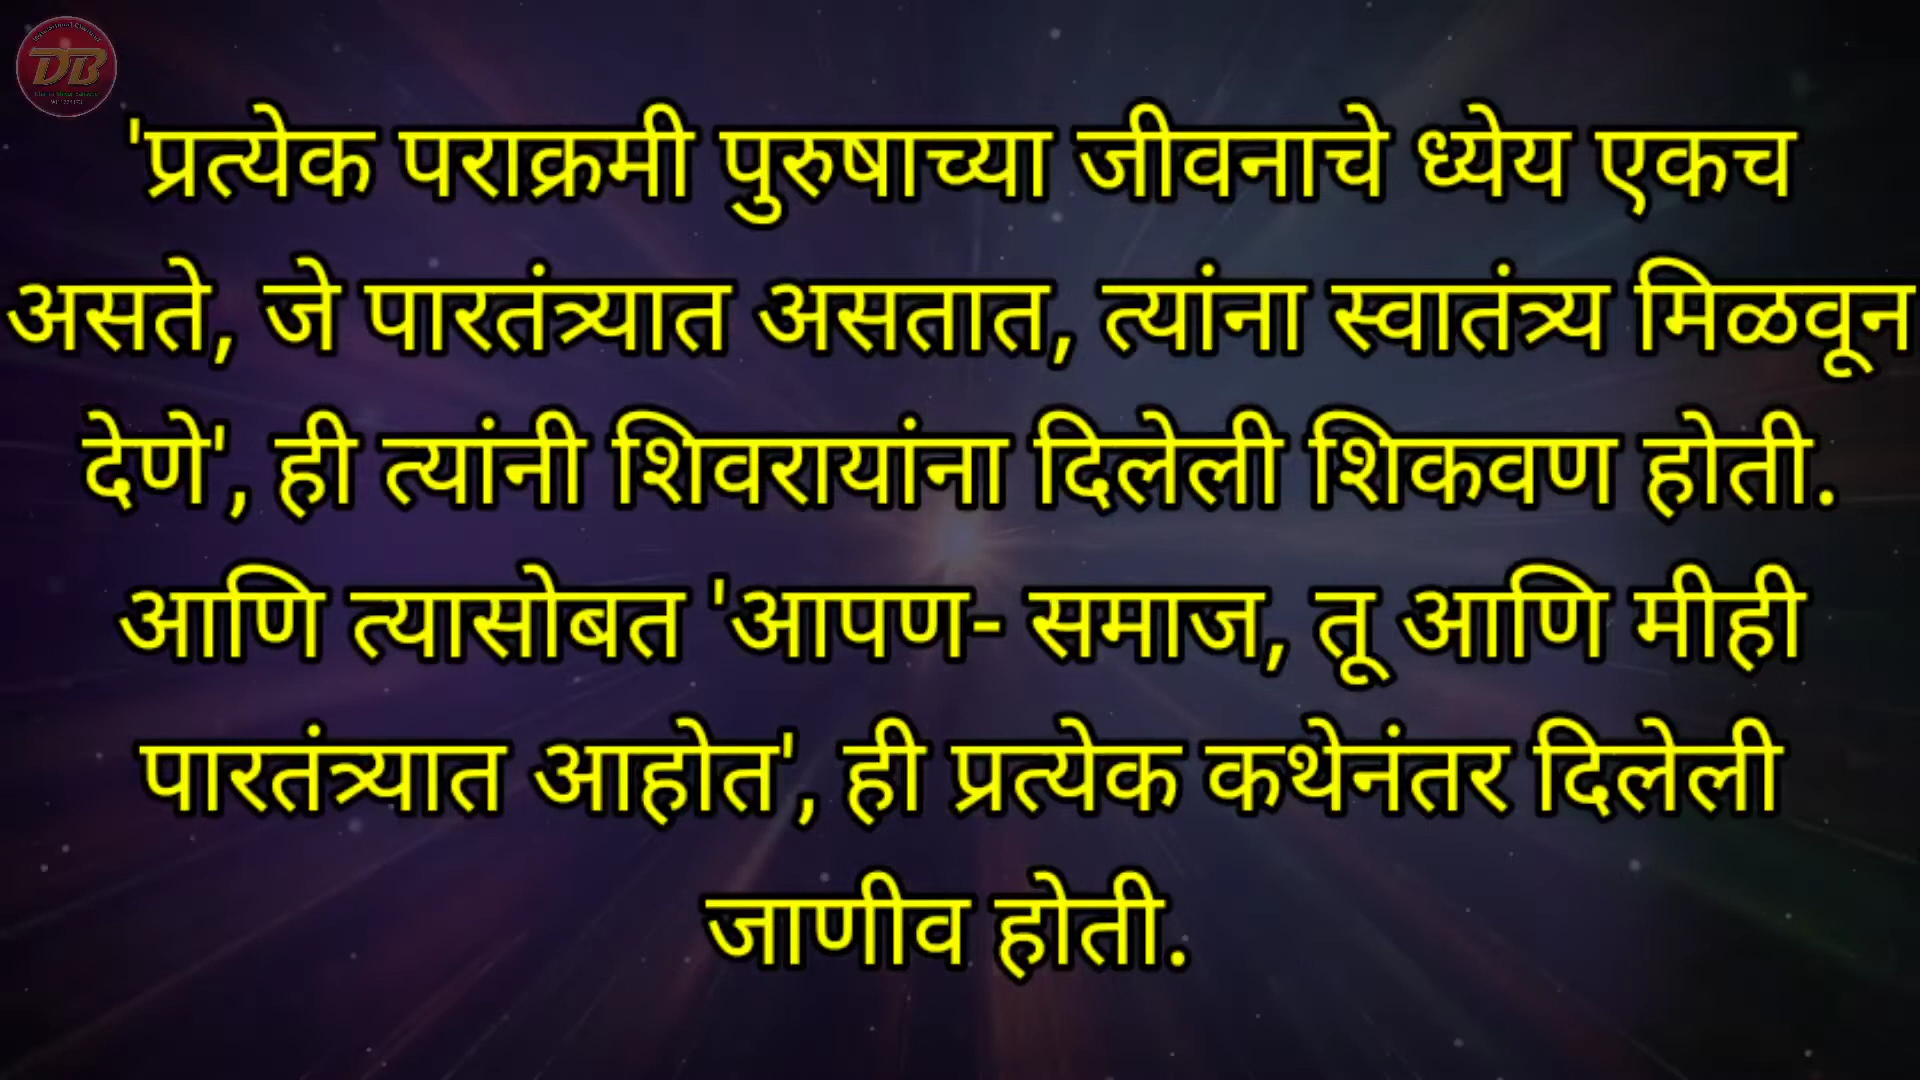 DB
'प्रत्येक पराक्रमी पुरुषाच्या जीवनाचे ध्येय एकच
असते, जे पारतंत्र्यात असतात, त्यांना स्वातंत्र्य मिळवून
देणे', ही त्यांनी शिवरायांना दिलेली शिकवण होती.
आणि त्यासोबत 'आपण- समाज, तू आणि मीही
पारतंत्र्यात आहोत', ही प्रत्येक कथेनंतर दिलेली
जाणीव होती.